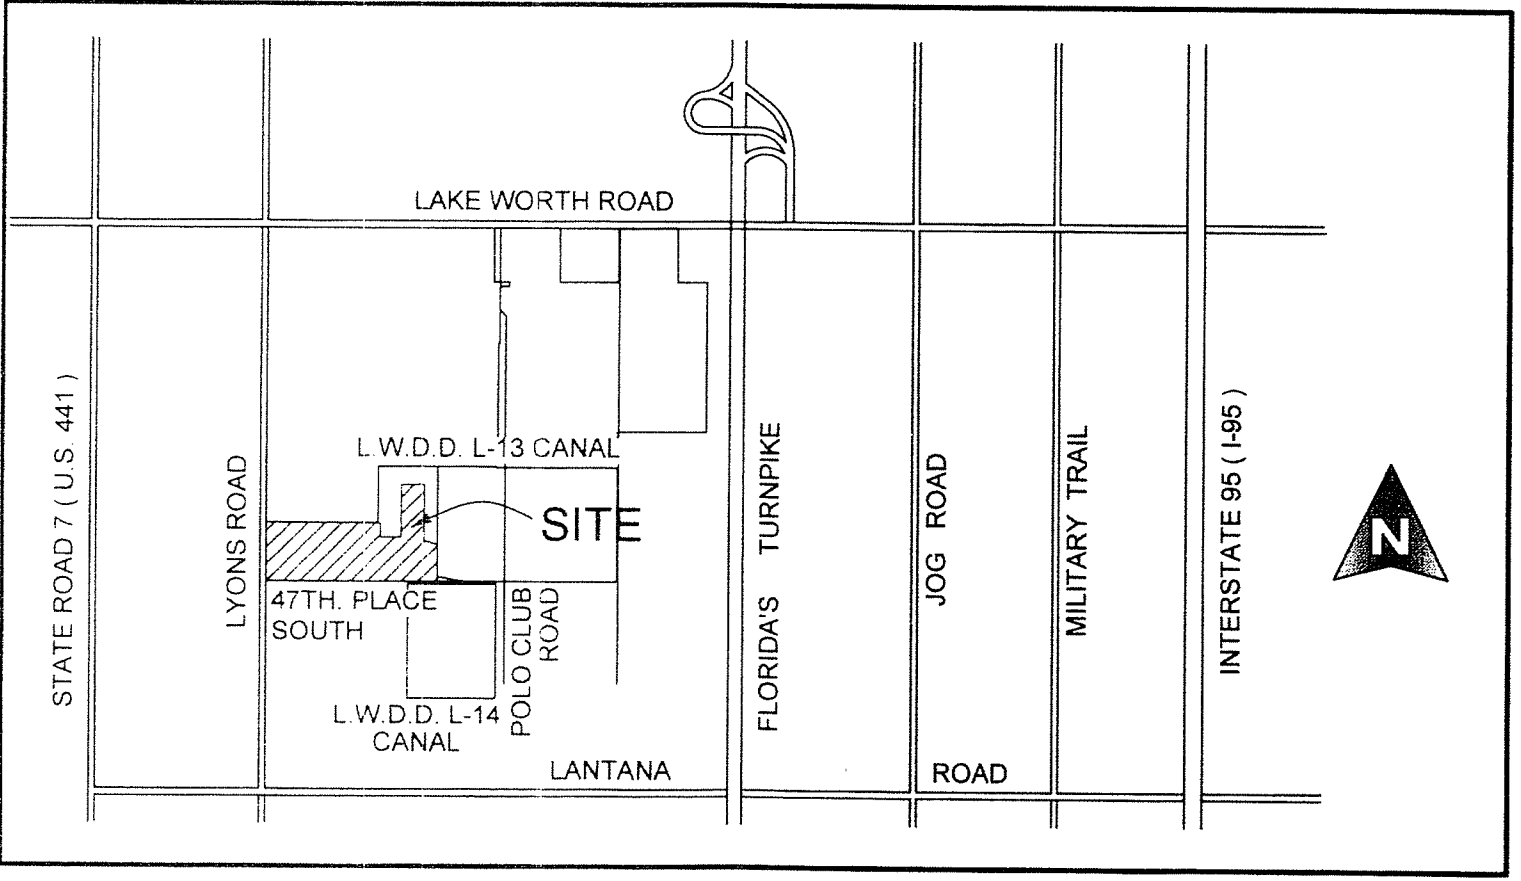 LAKE WORTH ROAD
STATE ROAD 7 ( U.S. 441 )
LYONS ROAD
L.W.D.D. L-13 CANAL
SITE
47TH. PLACE
SOUTH
POLO CLUB
ROAD
L.W.D.D. L-14
CANAL
FLORIDA'S TURNPIKE
JOG ROAD
MILITARY TRAIL
INTERSTATE 95 ( I-95 )
N
LANTANA ROAD